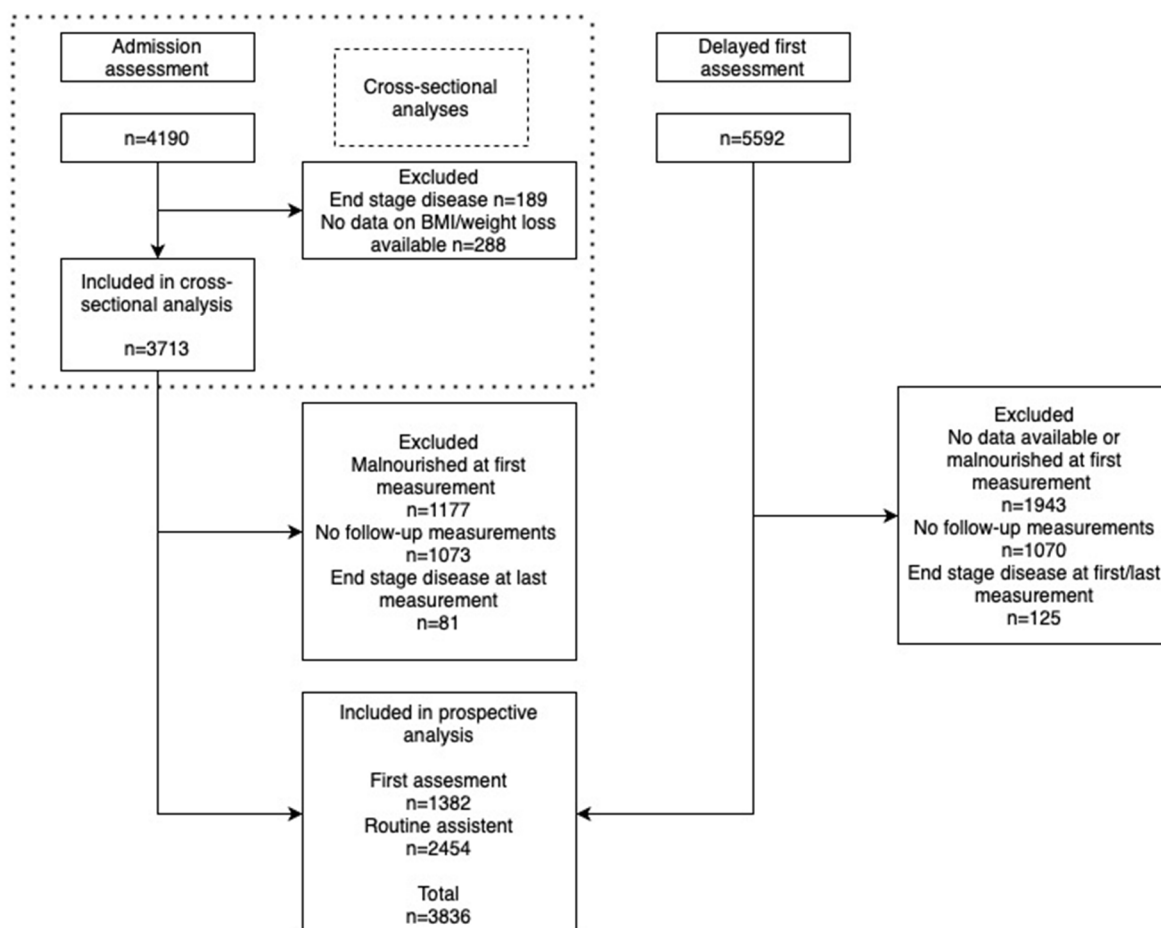 Admission
assessment
n=4190
Cross-sectional
analyses
Excluded
End stage disease n=189
No data on BMI/weight loss
available n=288
Included in cross-
sectional analysis
n=3713
Delayed first
assessment
n=5592
Excluded
Malnourished at first
measurement
n=1177
No follow-up measurements
n=1073
End stage disease at last
measurement
n=81
Excluded
No data available or
malnourished at first
measurement
n=1943
No follow-up measurements
n=1070
End stage disease at first/last
measurement
n=125
Included in prospective
analysis
First assesment
n=1382
Routine assistent
n=2454
Total
n=3836